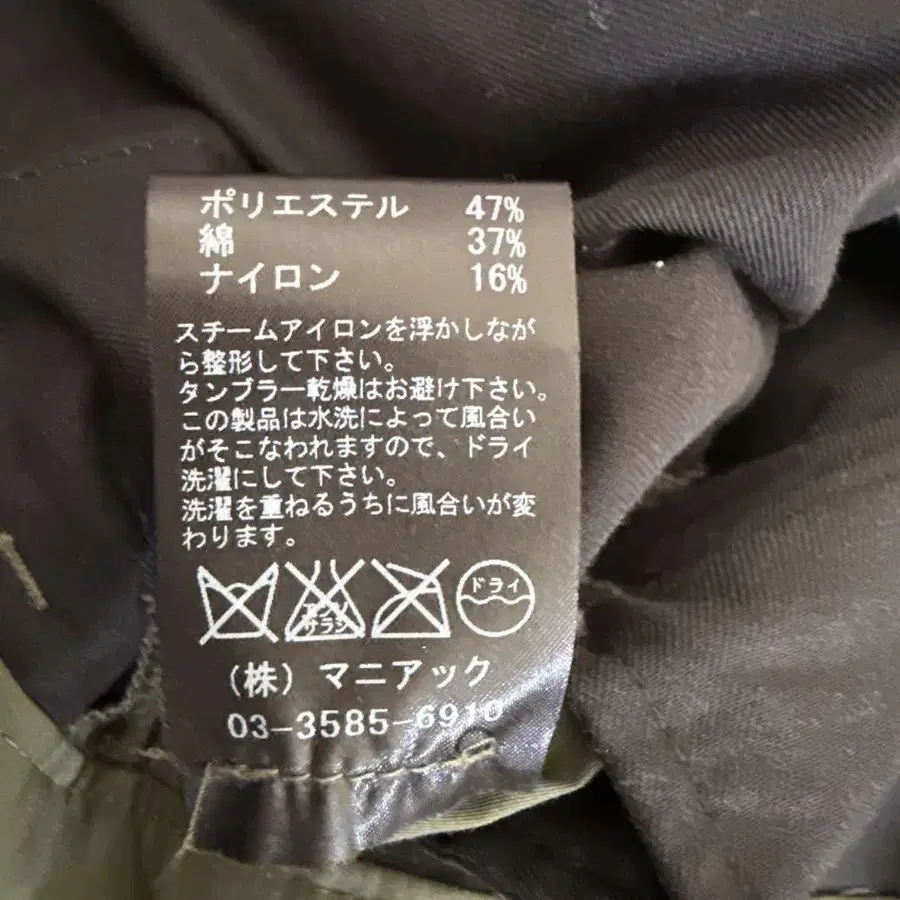 ポリエステル 47%
綿 37%
ナイロン 16%
スチームアイロンを浮かしなが
ら整形して下さい。
タンブラー乾燥はお避け下さい。
この製品は水洗によって風合い
がそこなわれますので、ドライ
洗濯にして下さい。
洗濯を重ねるうちに風合いが変
わります。
エンソ
サラシ
ドライ
(株) マニアック
03-3585-6910